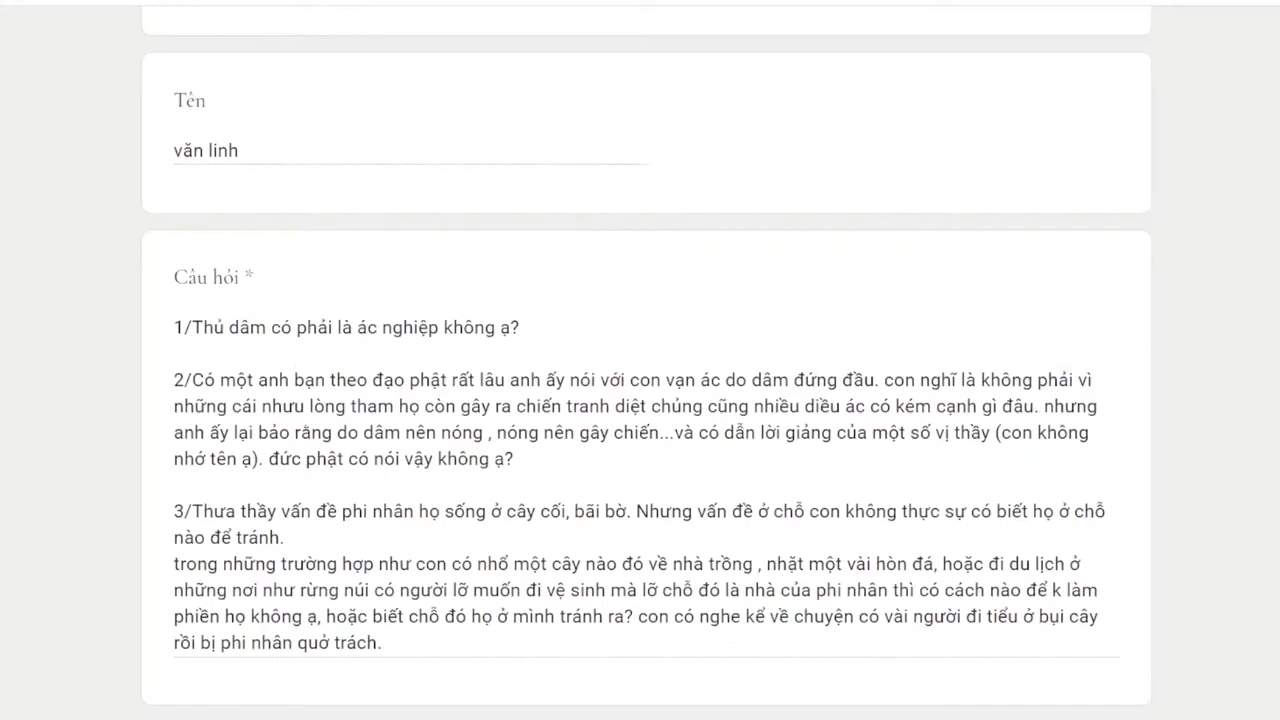 Tên
văn linh
Câu hỏi *
1/Thủ dâm có phải là ác nghiệp không ạ?
2/Có một anh bạn theo đạo phật rất lâu anh ấy nói với con vạn ác do dâm đứng đầu. con nghĩ là không phải vì
những cái nhưu lòng tham họ còn gây ra chiến tranh diệt chủng cũng nhiều diều ác có kém cạnh gì đâu. nhưng
anh ấy lại bảo rằng do dâm nên nóng , nóng nên gây chiến...và có dẫn lời giảng của một số vị thầy (con không
nhớ tên ạ). đức phật có nói vậy không ạ?
3/Thưa thầy vấn đề phi nhân họ sống ở cây cối, bãi bờ. Nhưng vấn đề ở chỗ con không thực sự có biết họ ở chỗ
nào để tránh.
trong những trường hợp như con có nhổ một cây nào đó về nhà trồng , nhặt một vài hòn đá, hoặc đi du lịch ở
những nơi như rừng núi có người lỡ muốn đi vệ sinh mà lỡ chỗ đó là nhà của phi nhân thì có cách nào để k làm
phiền họ không ạ, hoặc biết chỗ đó họ ở mình tránh ra? con có nghe kể về chuyện có vài người đi tiểu ở bụi cây
rồi bị phi nhân quở trách.